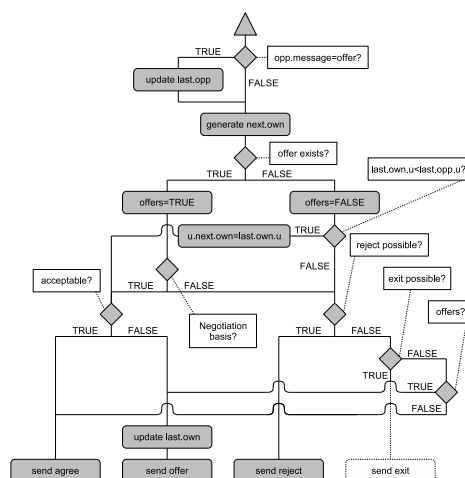 TRUE
opp.message=offer?
update last.opp
FALSE
generate next.own
offer exists?
TRUE
FALSE
last.own.u<last.opp.u?
offers=TRUE
offers=FALSE
u.next.own=last.own.u
TRUE
reject possible?
FALSE
acceptable?
exit possible?
TRUE
FALSE
offers?
Negotiation
basis?
TRUE
FALSE
TRUE
FALSE
FALSE
TRUE
TRUE
FALSE
update last.own
send agree
send offer
send reject
send exit